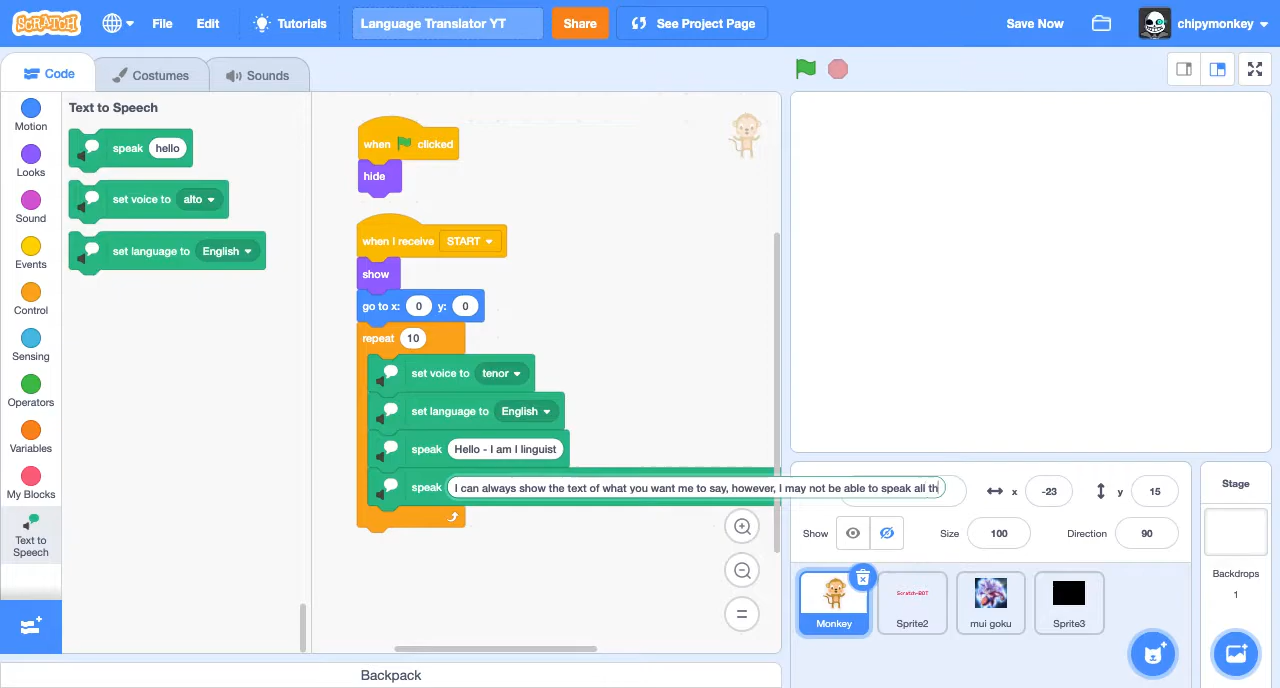 SCRATCH
File
Edit
Tutorials
Language Translator YT
Share
See Project Page
Save Now
chipymonkey
Code
Costumes
Sounds
Motion
Looks
Sound
Events
Control
Sensing
Operators
Variables
My Blocks
Text to
Speech
Text to Speech
speak hello
set voice to alto
set language to English
when clicked
hide
when I receive START
show
go to x: 0 y: 0
repeat 10
set voice to tenor
set language to English
speak Hello - I am I linguist
speak I can always show the text of what you want me to say, however, I may not be able to speak all th
x -23
y 15
Show
Size 100
Direction 90
Monkey
Scratch-BOT
Sprite2
mui goku
Sprite3
Stage
Backdrops
1
Backpack